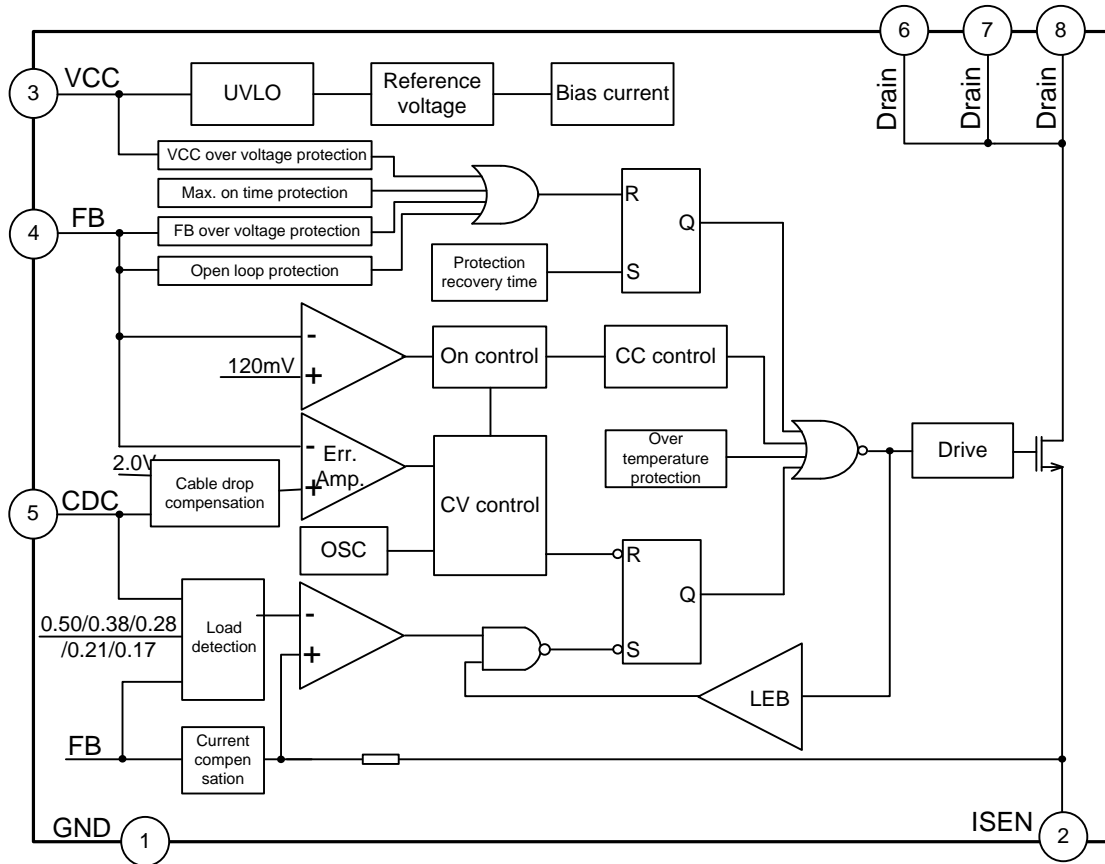 6
7
8
3
VCC
UVLO
Reference
voltage
Bias current
Drain
Drain
Drain
VCC over voltage protection
Max. on time protection
R
4
FB
FB over voltage protection
Q
Open loop protection
Protection
recovery time
S
-
120mV
+
On control
CC control
-
Err.
Amp.
+
2.0V
Cable drop
compensation
CV control
Over
temperature
protection
Drive
5
CDC
OSC
R
Q
S
0.50/0.38/0.28
/0.21/0.17
Load
detection
-
+
LEB
FB
Current
compen
sation
GND
1
ISEN
2